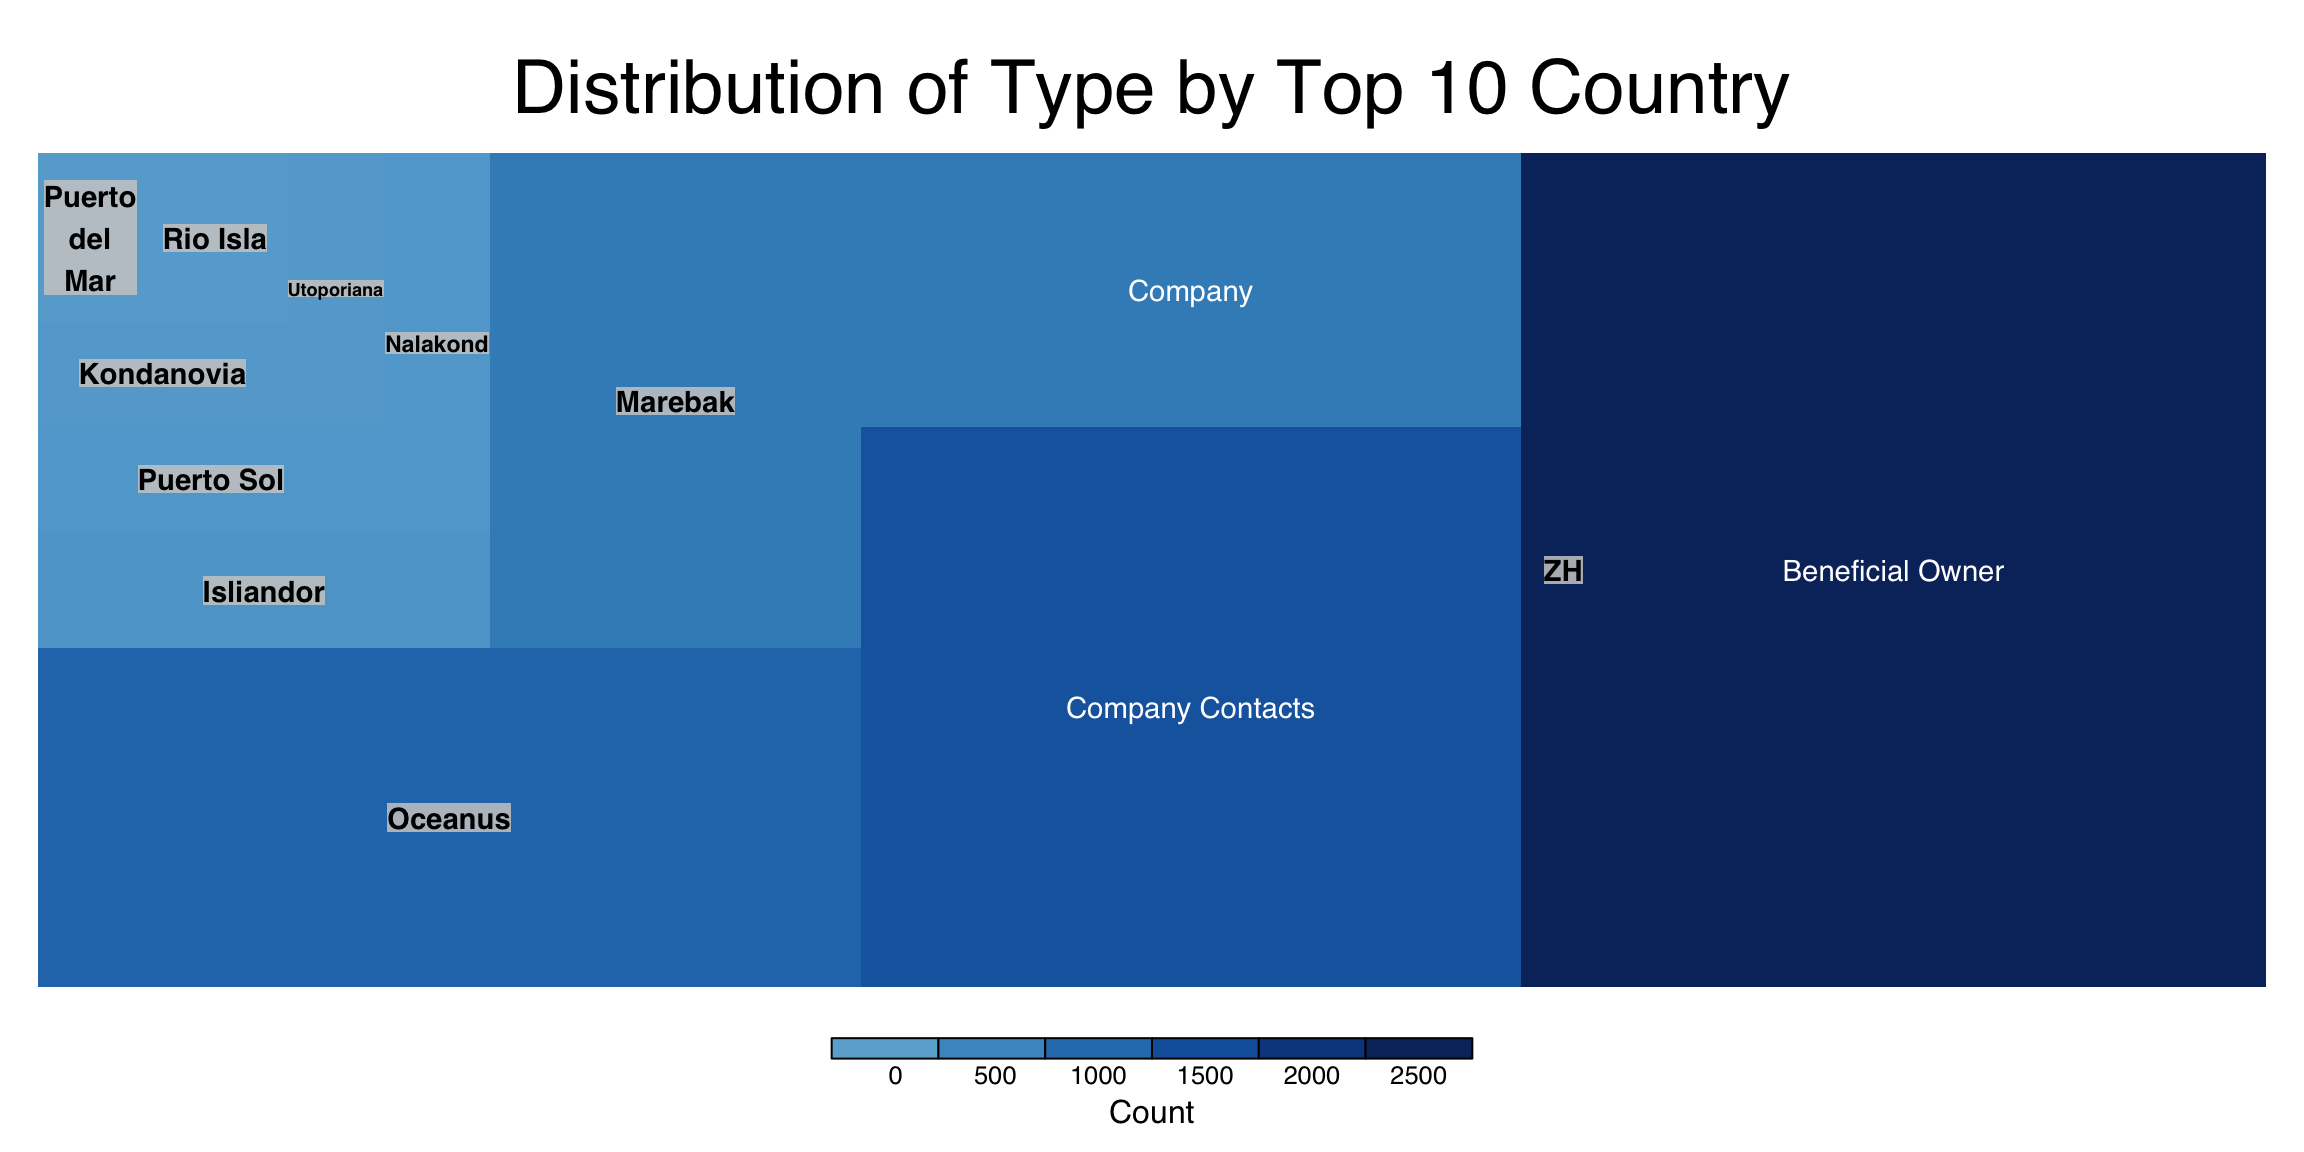 Distribution of Type by Top 10 Country
Puerto
del
Mar
Rio Isla
Utoporiana
Nalakond
Kondanovia
Puerto Sol
Isliandor
Marebak
Company
Company Contacts
Oceanus
ZH
Beneficial Owner
0 500 1000 1500 2000 2500
Count